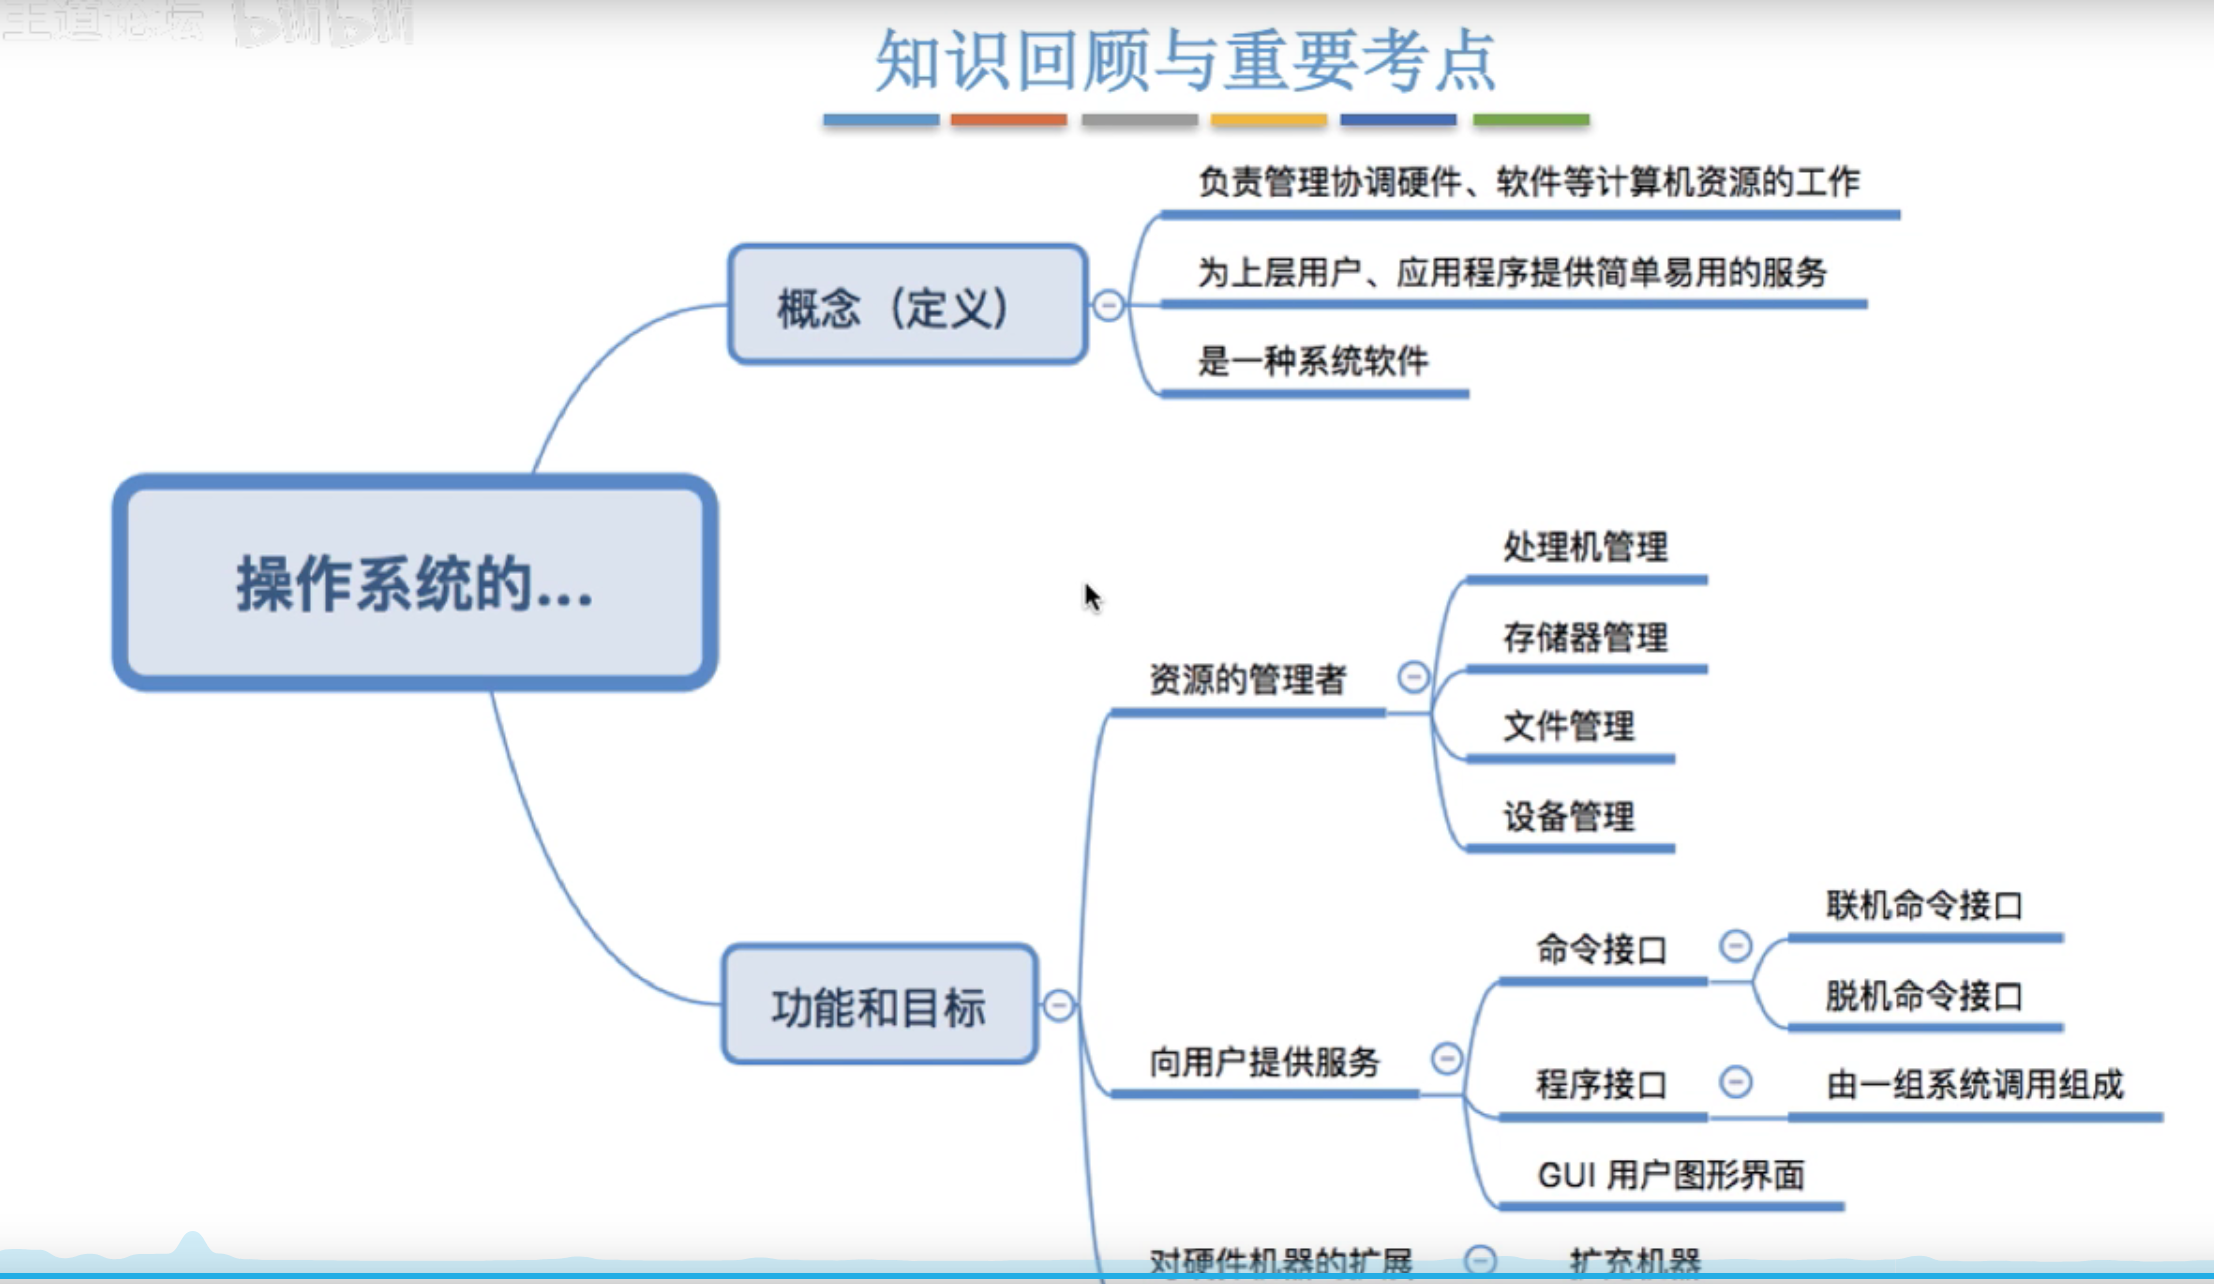 王道论坛 bilibili
知识回顾与重要考点
负责管理协调硬件、软件等计算机资源的工作
为上层用户、应用程序提供简单易用的服务
概念（定义）
是一种系统软件
操作系统的...
处理机管理
存储器管理
资源的管理者
文件管理
设备管理
联机命令接口
命令接口
脱机命令接口
功能和目标
向用户提供服务
程序接口
由一组系统调用组成
GUI 用户图形界面
对硬件机器的扩展
扩充机器